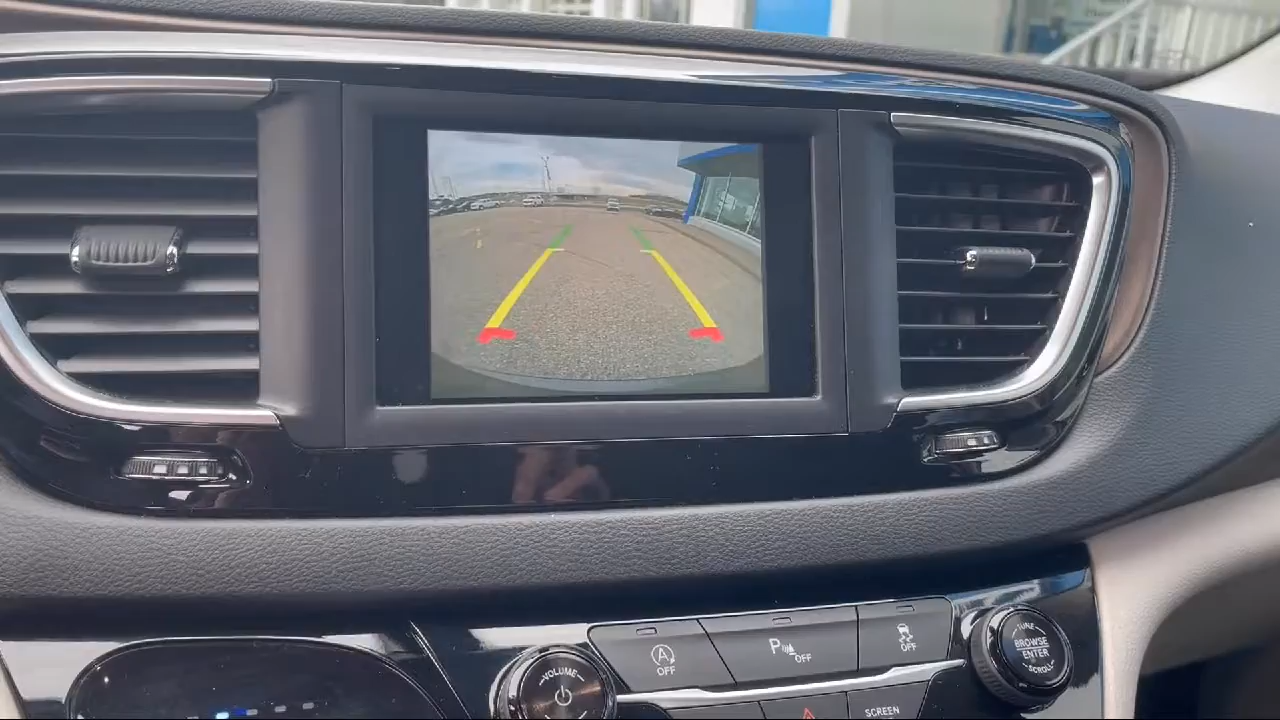 VOLUME
A OFF
P OFF
OFF
TUNE
BROWSE
ENTER
SCROLL
SCREEN